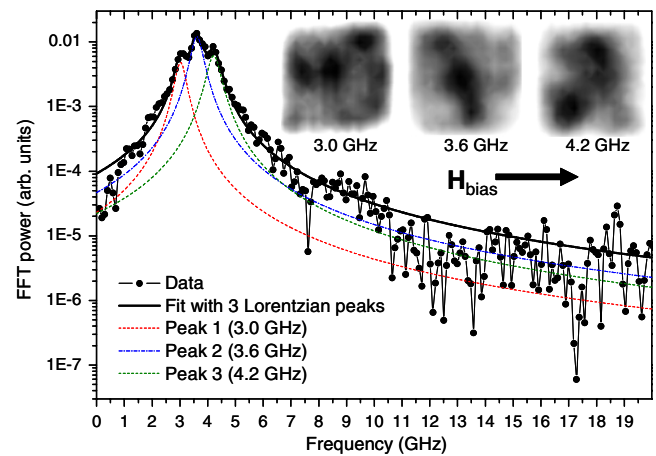 0.01
1E-3
1E-4
1E-5
1E-6
1E-7
FFT power (arb. units)
3.0 GHz
3.6 GHz
4.2 GHz
Hbias
Data
Fit with 3 Lorentzian peaks
Peak 1 (3.0 GHz)
Peak 2 (3.6 GHz)
Peak 3 (4.2 GHz)
0 1 2 3 4 5 6 7 8 9 10 11 12 13 14 15 16 17 18 19
Frequency (GHz)